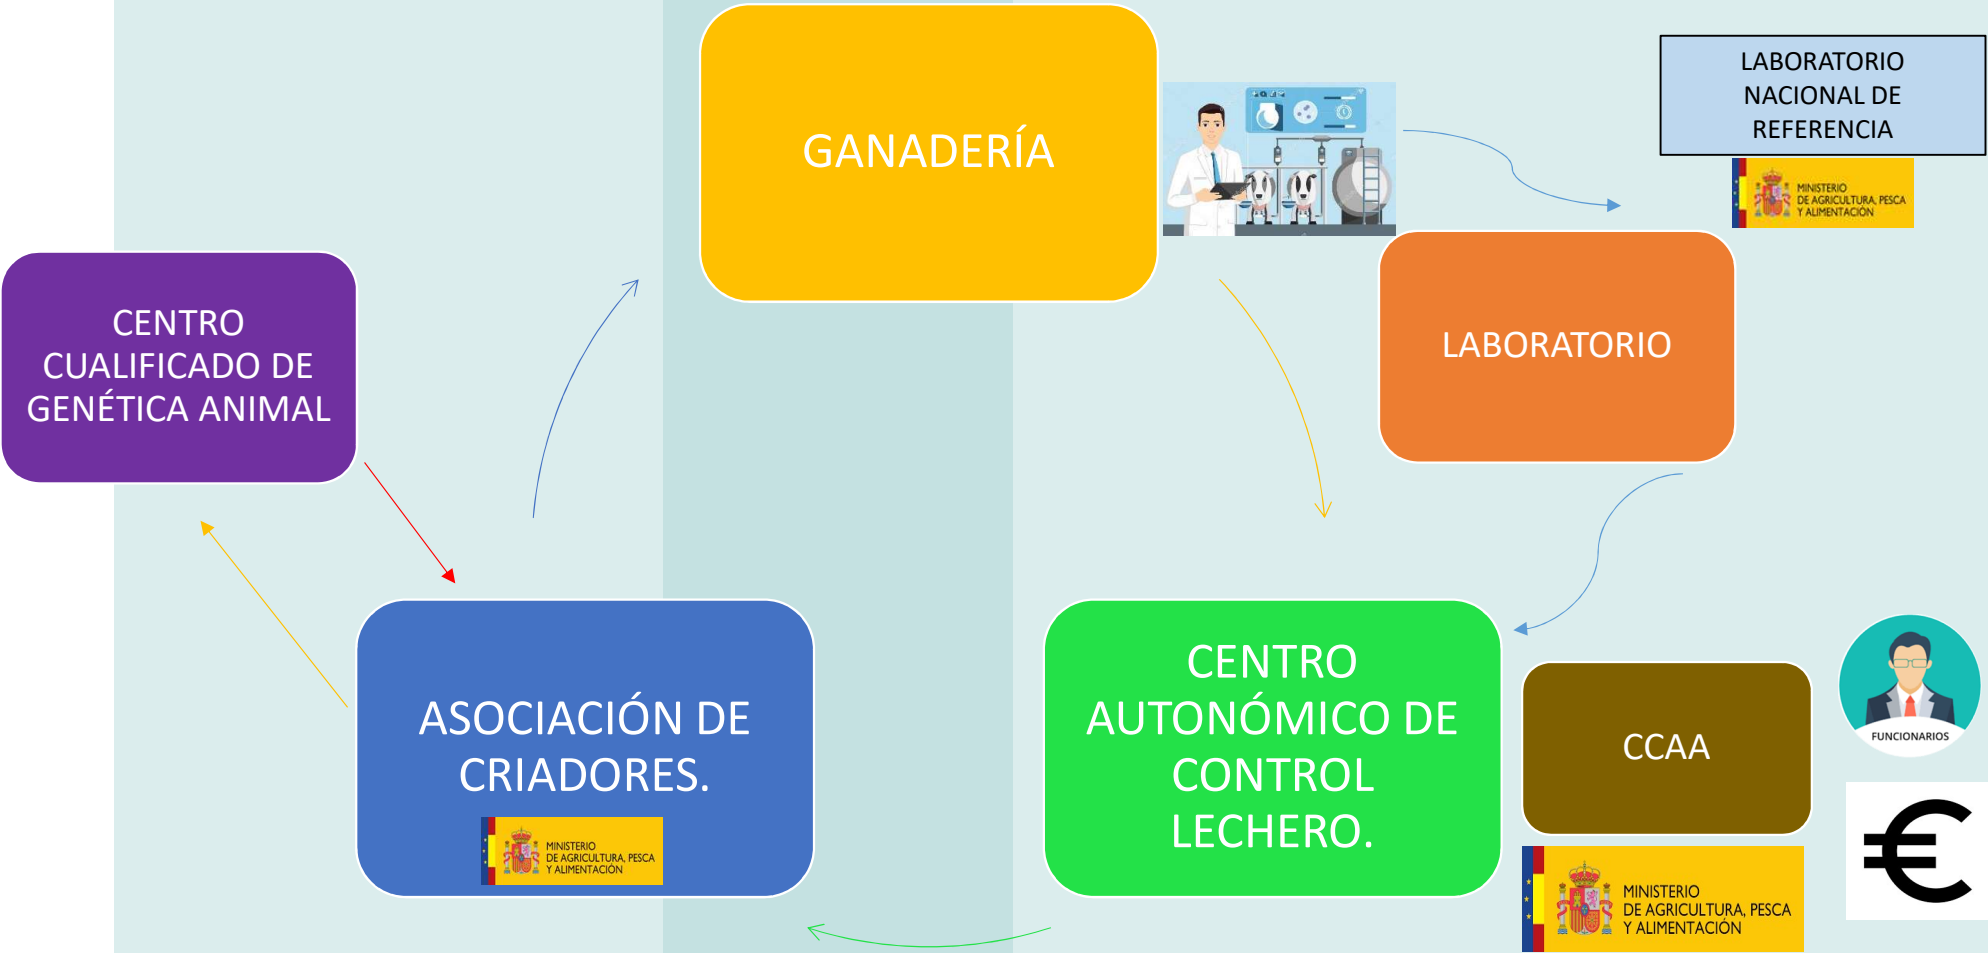 GANADERÍA
LABORATORIO
NACIONAL DE
REFERENCIA
MINISTERIO
DE AGRICULTURA, PESCA
Y ALIMENTACIÓN
CENTRO
CUALIFICADO DE
GENÉTICA ANIMAL
LABORATORIO
ASOCIACIÓN DE
CRIADORES.
MINISTERIO
DE AGRICULTURA, PESCA
Y ALIMENTACIÓN
CENTRO
AUTONÓMICO DE
CONTROL
LECHERO.
CCAA
FUNCIONARIOS
MINISTERIO
DE AGRICULTURA, PESCA
Y ALIMENTACIÓN
€